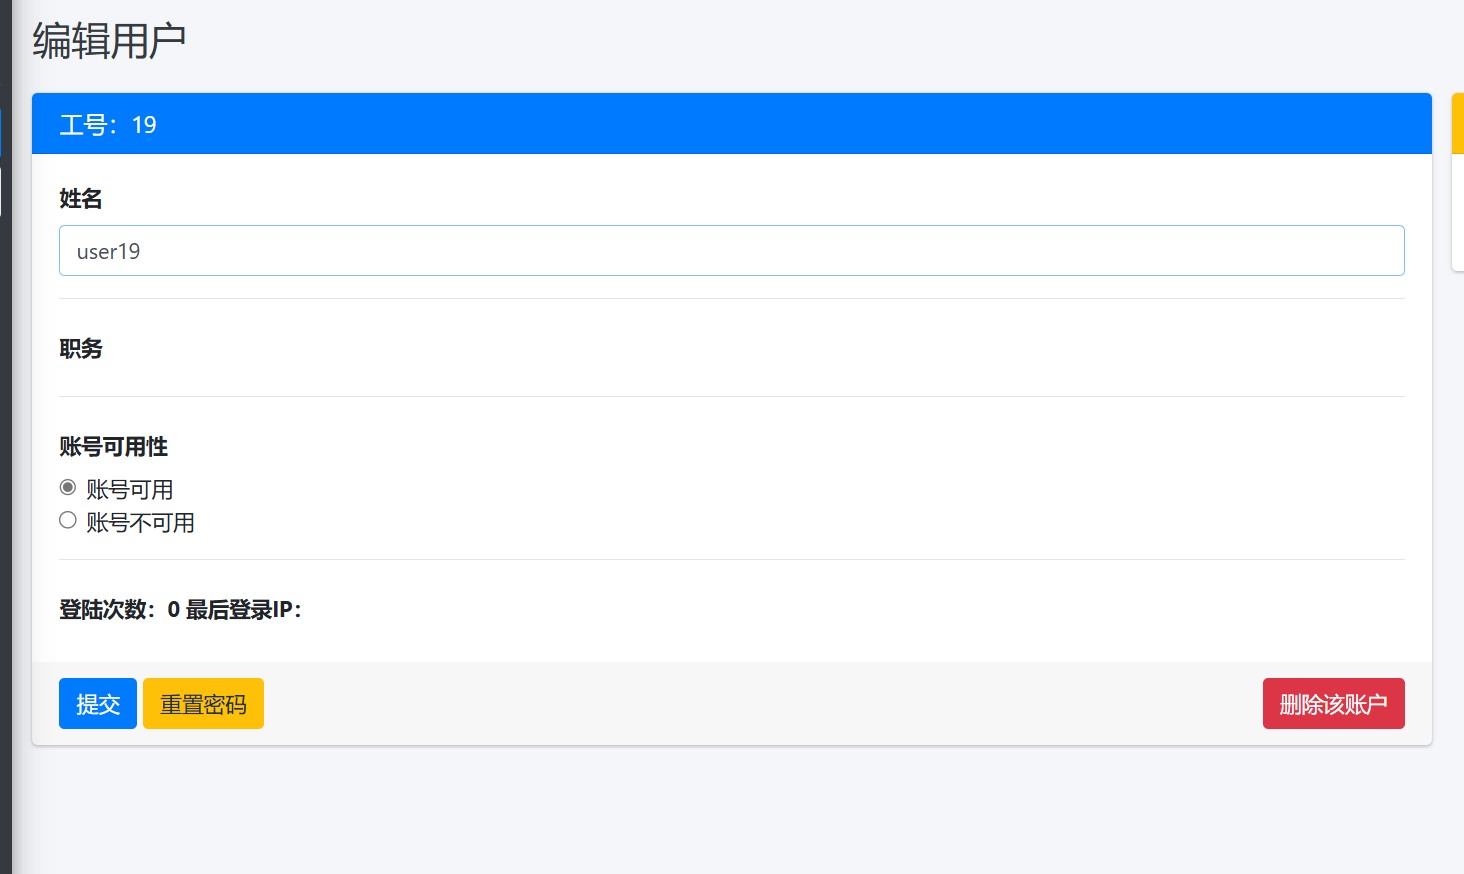 编辑用户
工号：19
姓名
user19
职务
账号可用性
账号可用
账号不可用
登陆次数：0 最后登录IP：
提交 重置密码 删除该账户